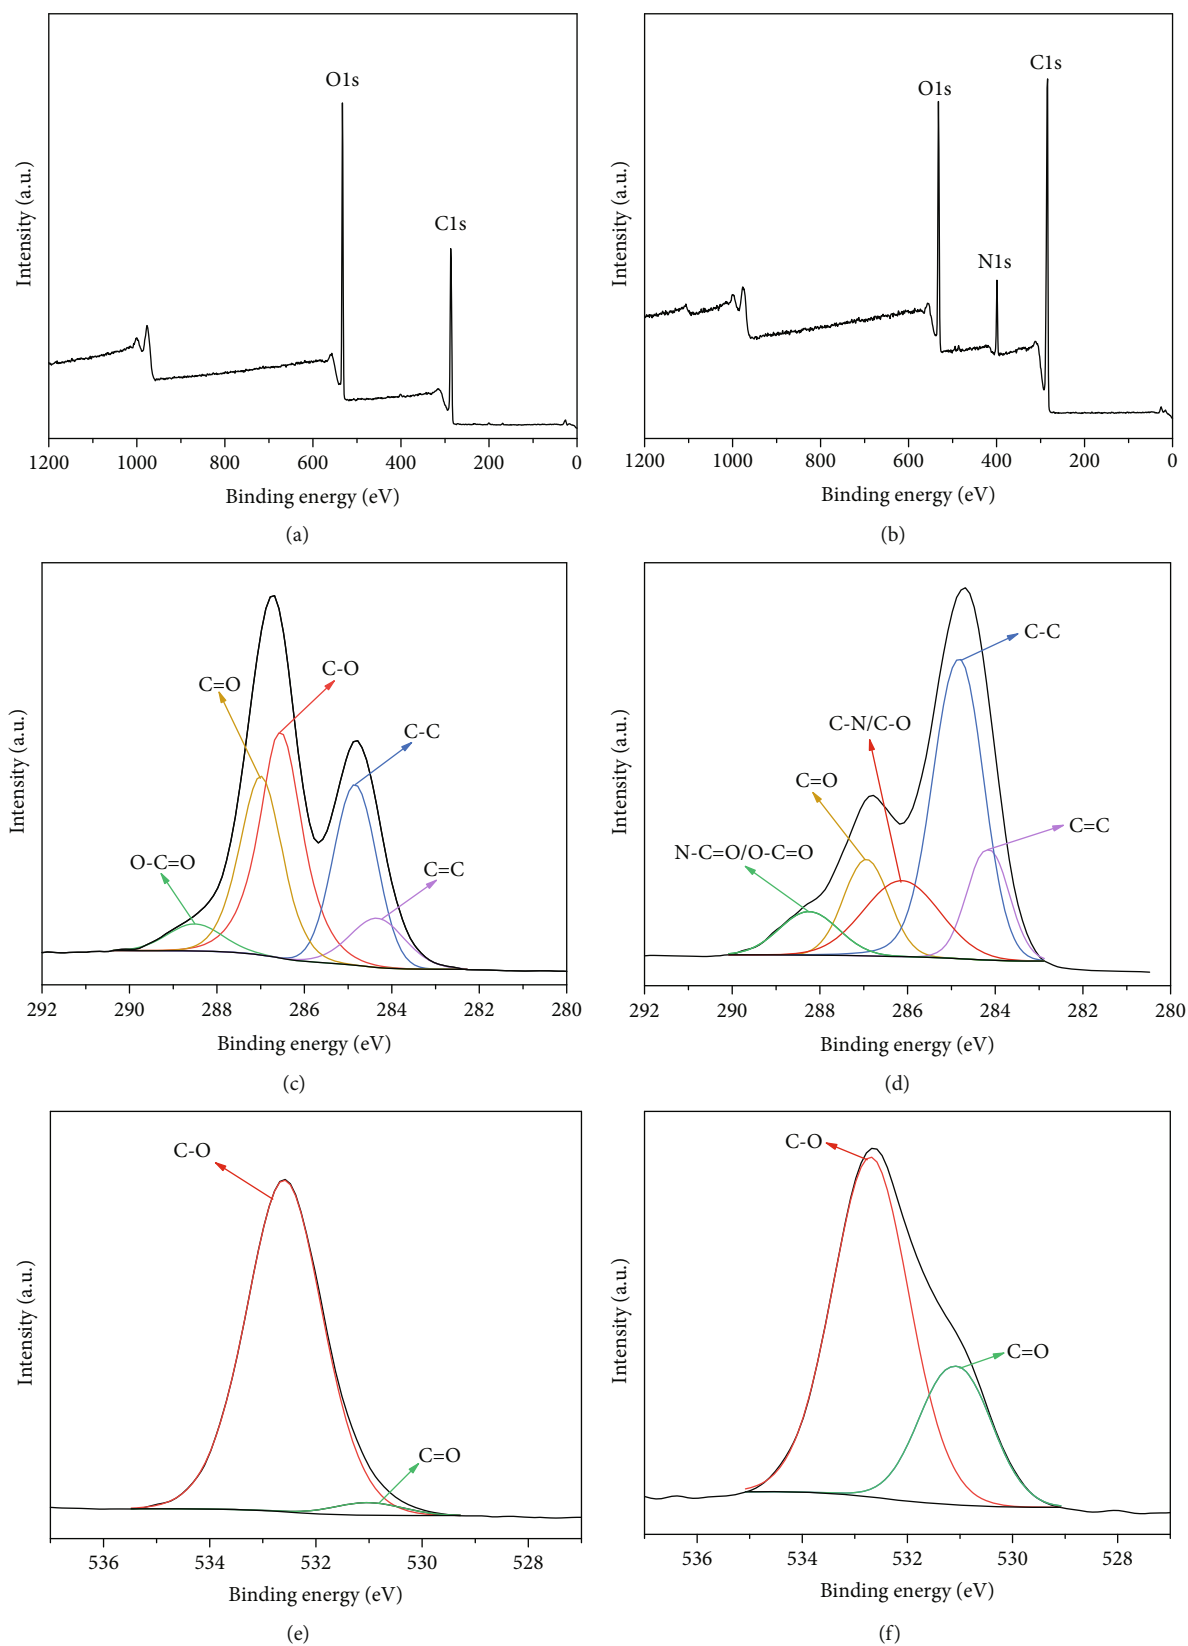 O1s
C1s
Intensity (a.u.)
1200 1000 800 600 400 200 0
Binding energy (eV)
(a)
C1s
O1s
N1s
Intensity (a.u.)
1200 1000 800 600 400 200 0
Binding energy (eV)
(b)
C-O
C=O
C-C
O-C=O
C=C
Intensity (a.u.)
292 290 288 286 284 282 280
Binding energy (eV)
(c)
C-C
C-N/C-O
C=O
C=C
N-C=O/O-C=O
Intensity (a.u.)
292 290 288 286 284 282 280
Binding energy (eV)
(d)
C-O
C=O
Intensity (a.u.)
536 534 532 530 528
Binding energy (eV)
(e)
C-O
C=O
Intensity (a.u.)
536 534 532 530 528
Binding energy (eV)
(f)